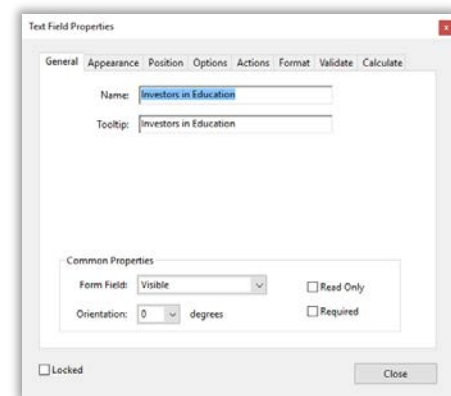 Text Field Properties
x
General Appearance Position Options Actions Format Validate Calculate
Name: Investors in Education
Tooltip: Investors in Education
Common Properties
Form Field: Visible Read Only
Orientation: 0 degrees Required
Locked Close